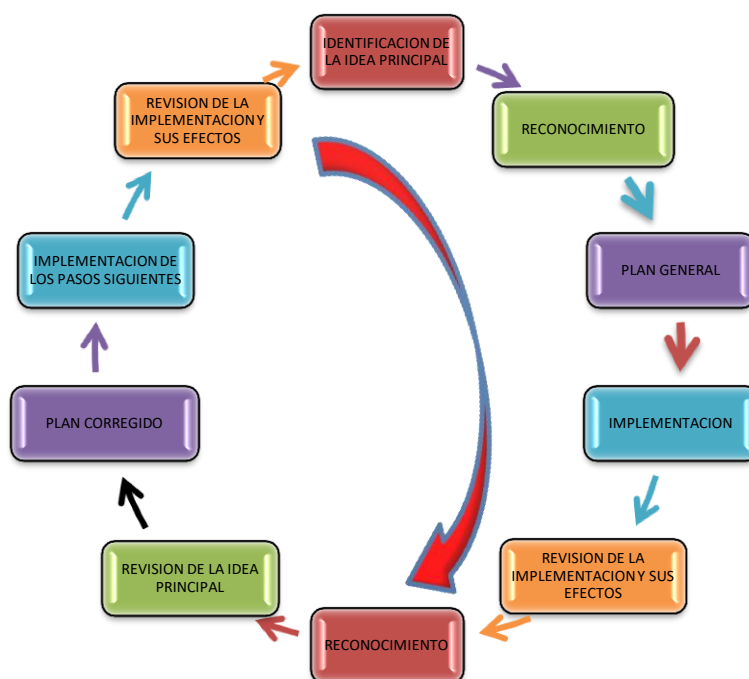 IDENTIFICACION DE
LA IDEA PRINCIPAL
RECONOCIMIENTO
PLAN GENERAL
IMPLEMENTACION
REVISION DE LA
IMPLEMENTACION Y SUS
EFECTOS
RECONOCIMIENTO
REVISION DE LA IDEA
PRINCIPAL
PLAN CORREGIDO
IMPLEMENTACION DE
LOS PASOS SIGUIENTES
REVISION DE LA
IMPLEMENTACION Y
SUS EFECTOS